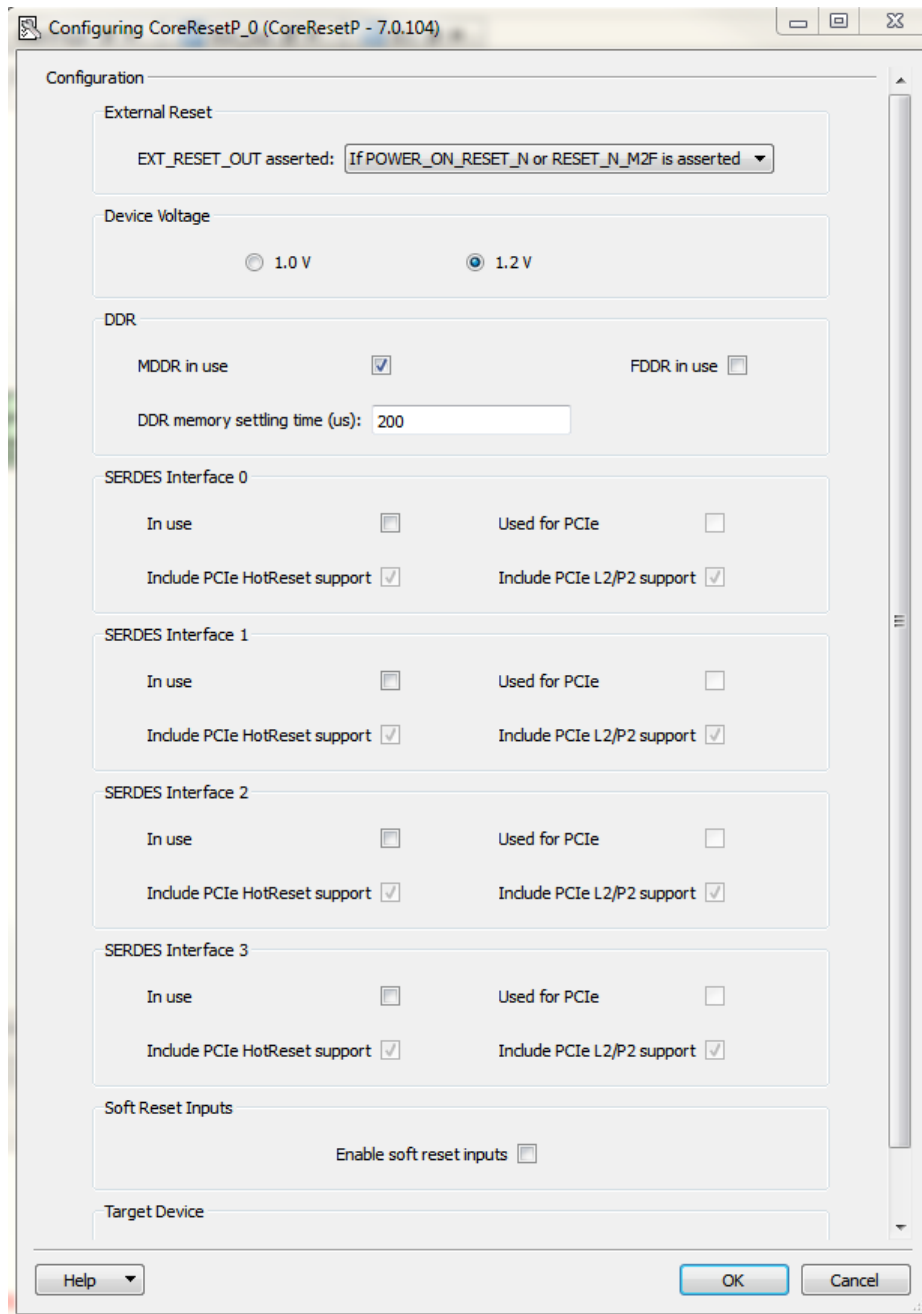 Configuring CoreResetP_0 (CoreResetP - 7.0.104)
Configuration
External Reset
EXT_RESET_OUT asserted: If POWER_ON_RESET_N or RESET_N_M2F is asserted
Device Voltage
1.0 V 1.2 V
DDR
MDDR in use FDDR in use
DDR memory settling time (us): 200
SERDES Interface 0
In use Used for PCIe
Include PCIe HotReset support Include PCIe L2/P2 support
SERDES Interface 1
In use Used for PCIe
Include PCIe HotReset support Include PCIe L2/P2 support
SERDES Interface 2
In use Used for PCIe
Include PCIe HotReset support Include PCIe L2/P2 support
SERDES Interface 3
In use Used for PCIe
Include PCIe HotReset support Include PCIe L2/P2 support
Soft Reset Inputs
Enable soft reset inputs
Target Device
Help OK Cancel